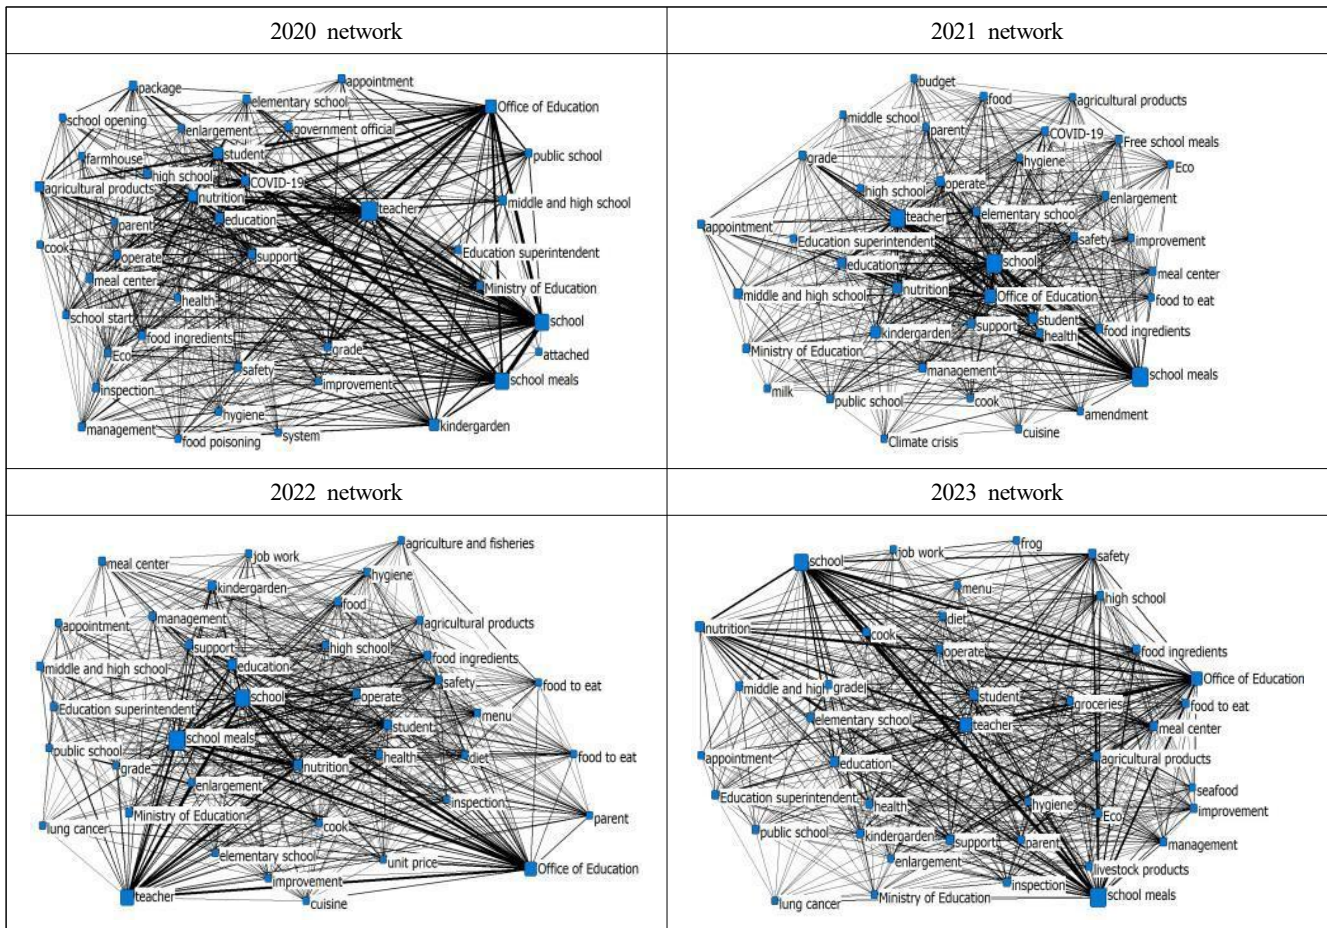 2020 network
2021 network
package
appointment
elementary school
Office of Education
school opening
enlargement
government official
farmhouse
student
public school
high school
COVID-19
agricultural products
nutrition
teacher
middle and high school
education
parent
cook
operate
support
Education superintendent
meal center
Ministry of Education
health
school start
school
food ingredients
grade
attached
Eco
safety
improvement
school meals
inspection
hygiene
management
food poisoning
system
kindergarden
budget
food
agricultural products
middle school
parent
COVID-19
Free school meals
grade
hygiene
Eco
high school
operate
enlargement
teacher
elementary school
appointment
Education superintendent
safety
improvement
education
school
meal center
middle and high school
nutrition
Office of Education
food to eat
kindergarden
support
student
health
food ingredients
Ministry of Education
management
school meals
milk
public school
cook
amendment
Climate crisis
cuisine
2022 network
2023 network
meal center
job work
agriculture and fisheries
kindergarden
hygiene
management
food
appointment
agricultural products
support
high school
middle and high school
education
food ingredients
safety
food to eat
school
operate
Education superintendent
menu
school meals
student
public school
health
diet
food to eat
grade
nutrition
enlargement
inspection
Ministry of Education
parent
lung cancer
cook
elementary school
unit price
Office of Education
improvement
teacher
cuisine
frog
job work
safety
school
menu
high school
nutrition
diet
cook
operate
food ingredients
Office of Education
middle and high
grade
student
groceries
food to eat
elementary school
teacher
meal center
appointment
education
agricultural products
Education superintendent
health
hygiene
seafood
Eco
improvement
public school
kindergarden
support
parent
management
enlargement
livestock products
inspection
lung cancer
Ministry of Education
school meals